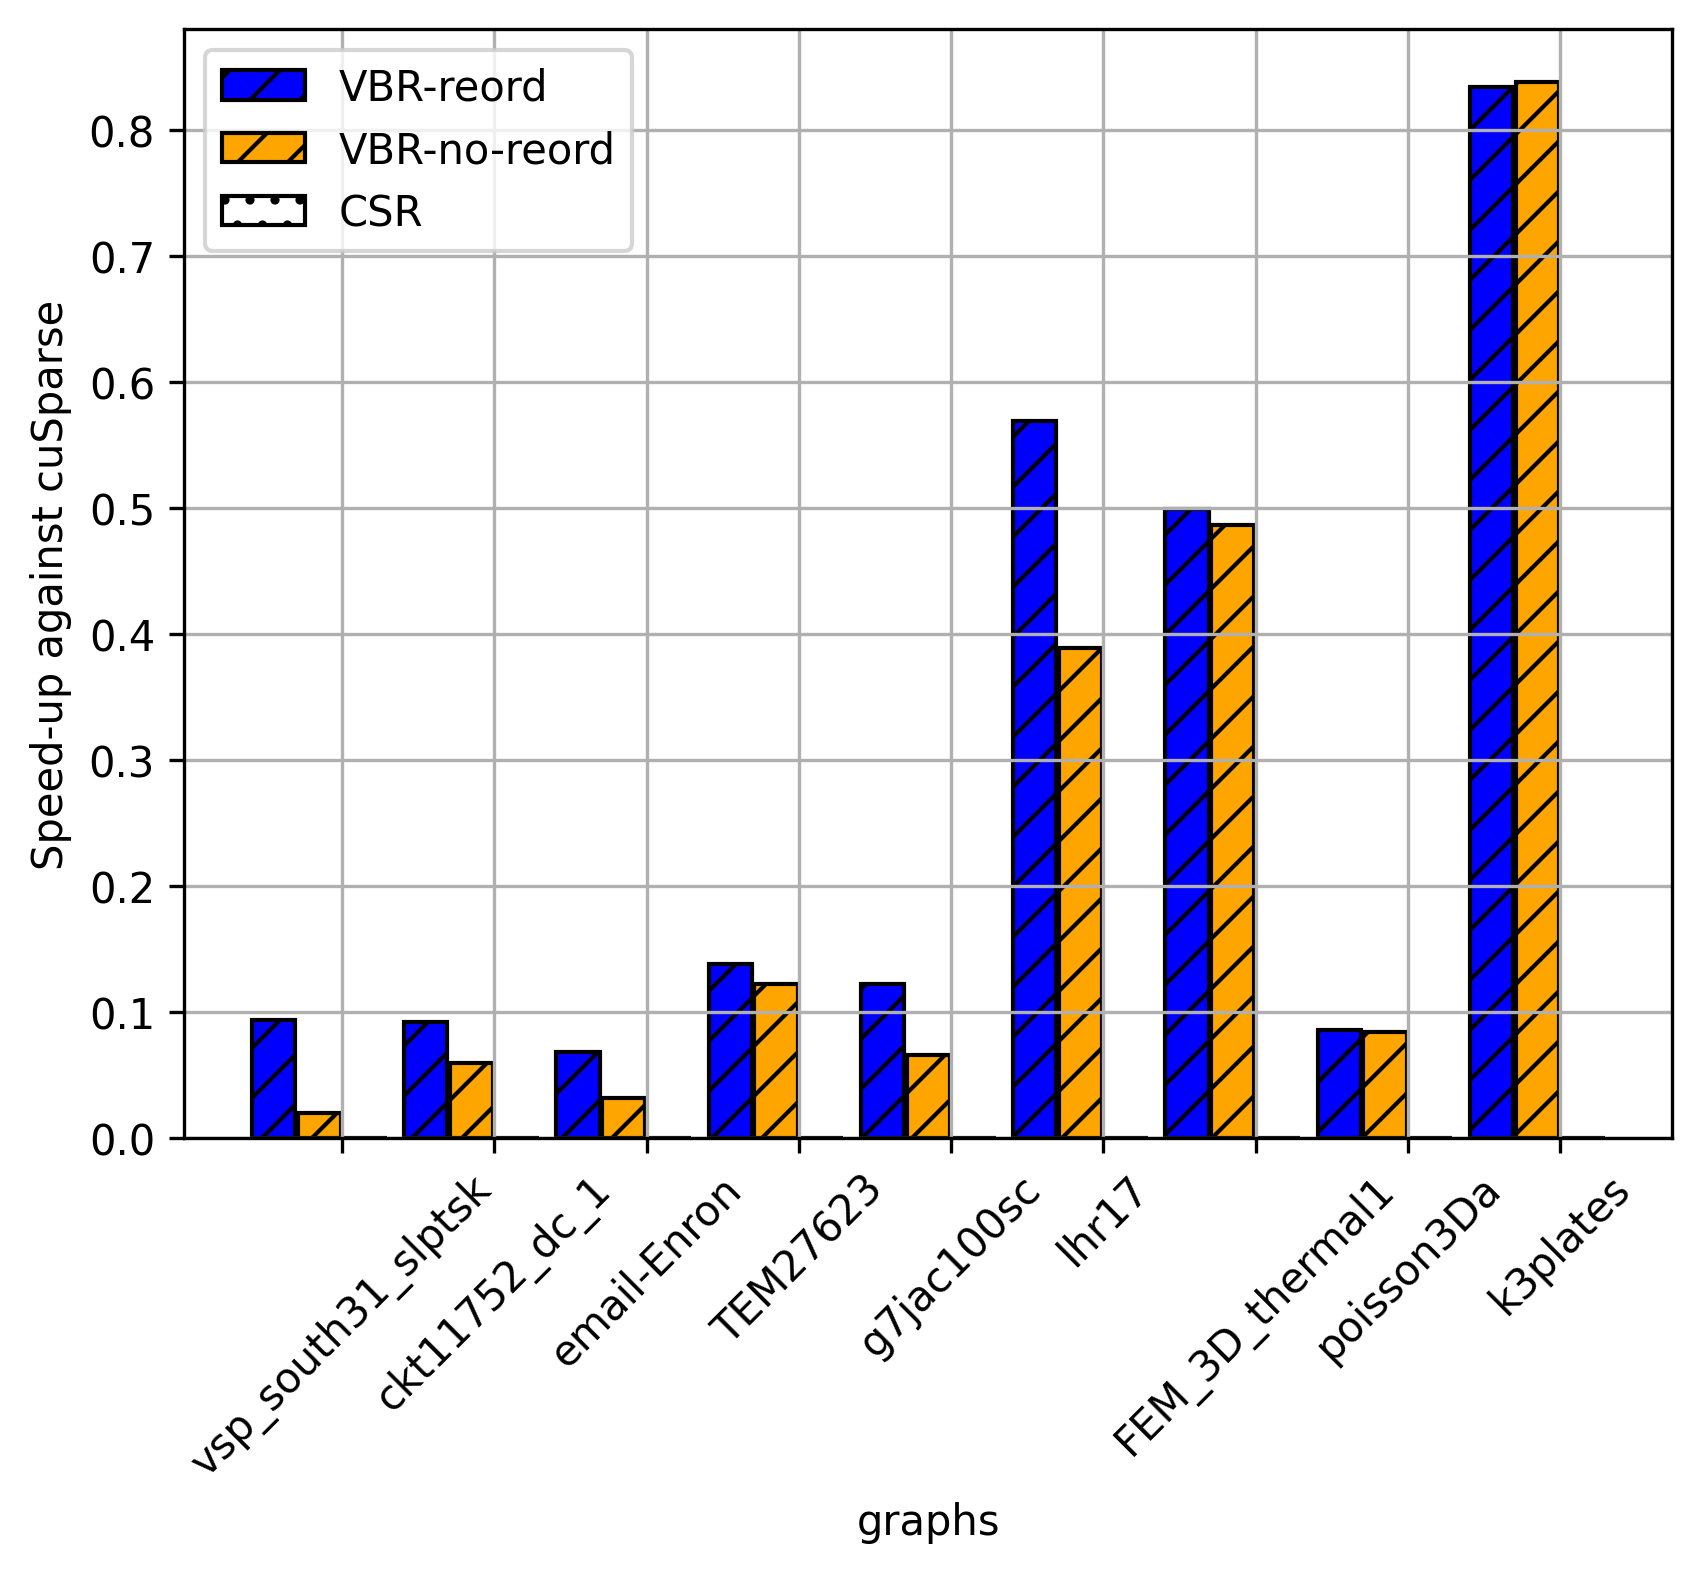 VBR-reord
VBR-no-reord
CSR
Speed-up against cuSparse
0.8
0.7
0.6
0.5
0.4
0.3
0.2
0.1
0.0
vsp_south31_slptsk
ckt11752_dc_1
email-Enron
TEM27623
g7jac100sc
lhr17
FEM_3D_thermal1
poisson3Da
k3plates
graphs